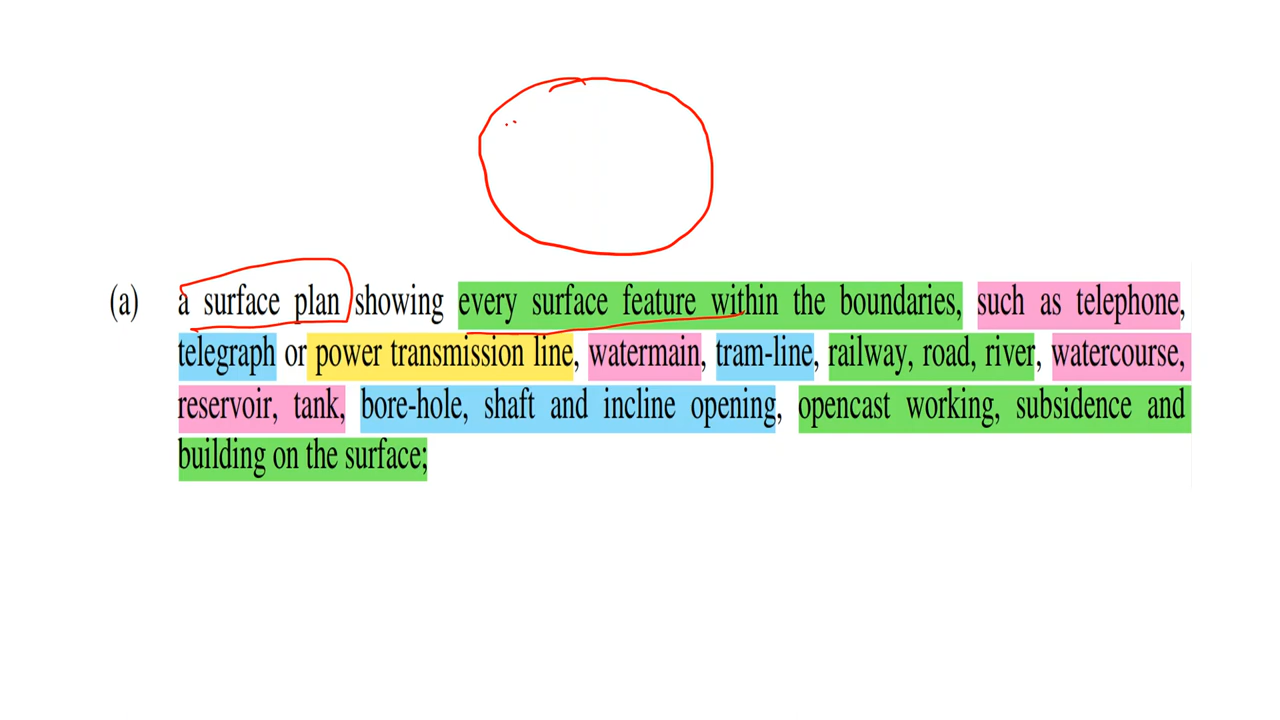 (a) a surface plan showing every surface feature within the boundaries, such as telephone,
telegraph or power transmission line, watermain, tram-line, railway, road, river, watercourse,
reservoir, tank, bore-hole, shaft and incline opening, opencast working, subsidence and
building on the surface;